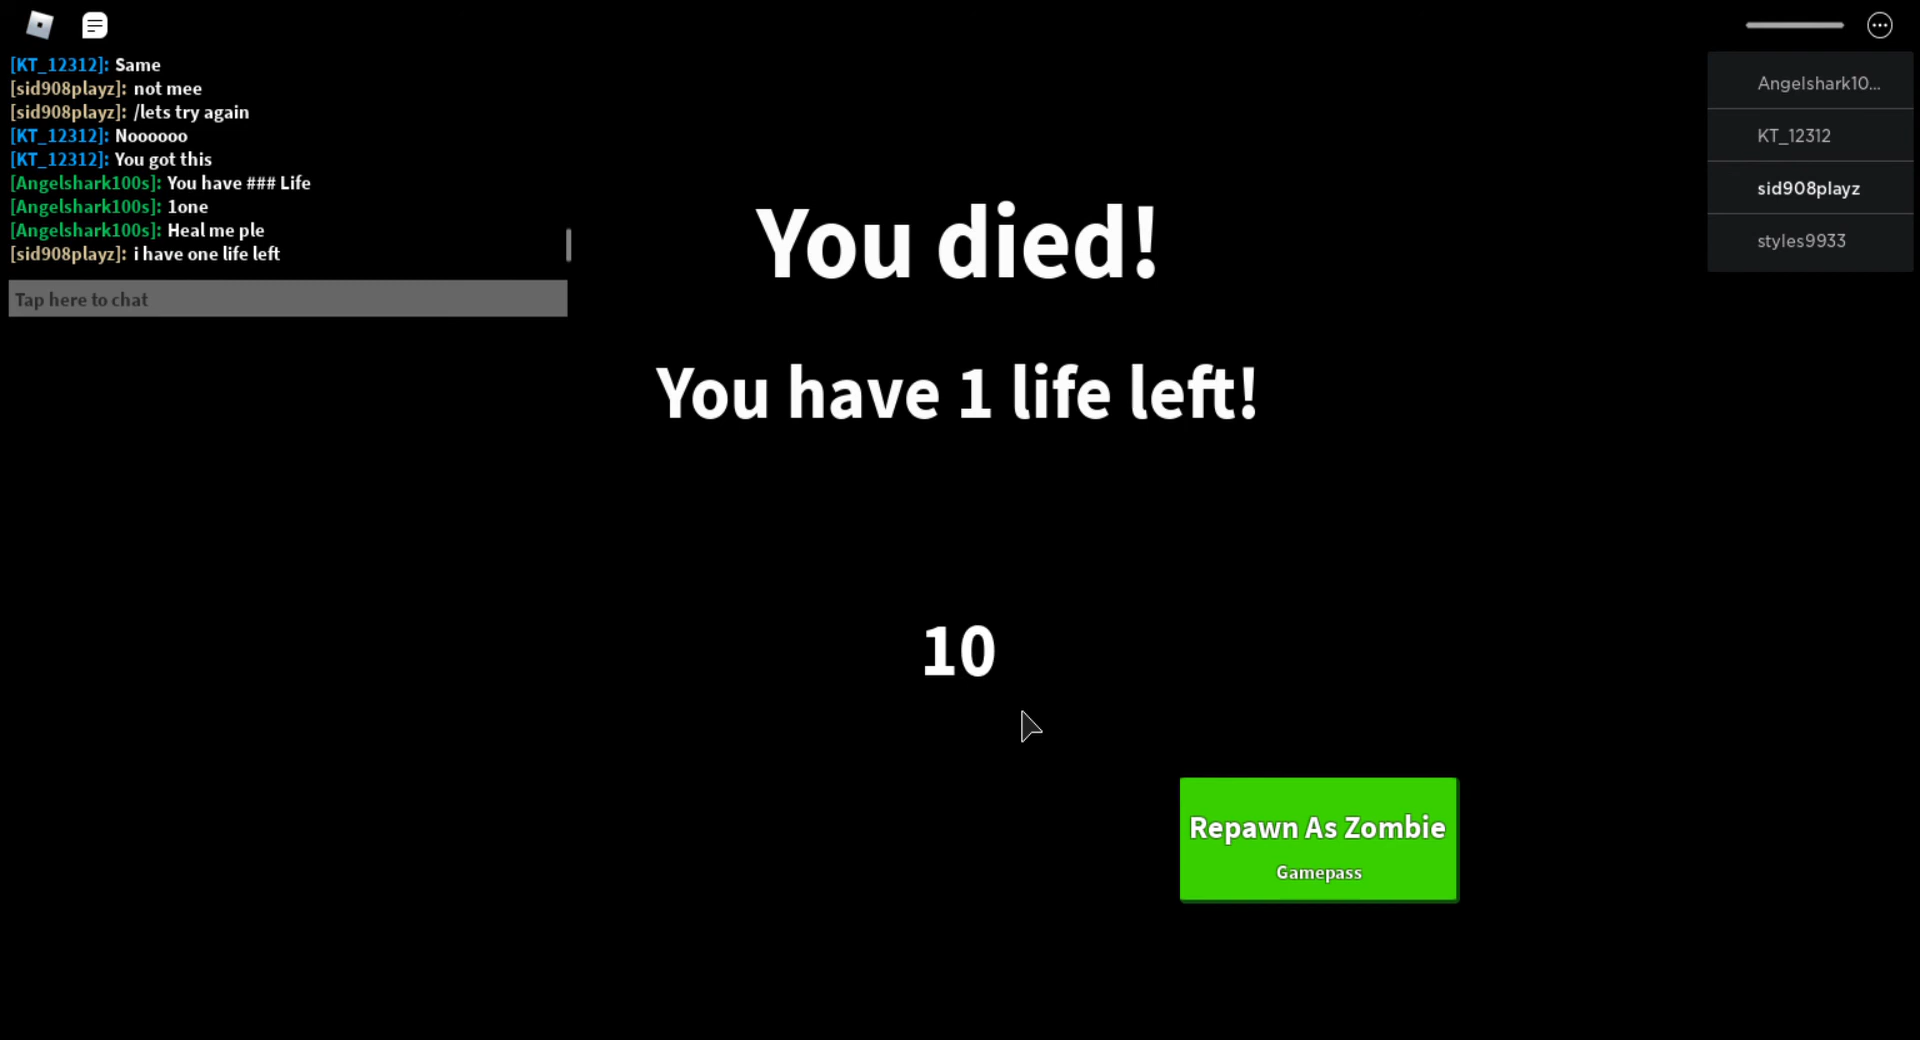 [KT_12312]: Same
[sid908playz]: not mee
[sid908playz]: /lets try again
[KT_12312]: Noooooo
[KT_12312]: You got this
[Angelshark100s]: You have ### Life
[Angelshark100s]: 1one
[Angelshark100s]: Heal me ple
[sid908playz]: i have one life left
Tap here to chat
Angelshark10...
KT_12312
sid908playz
styles9933
You died!
You have 1 life left!
10
Repawn As Zombie
Gamepass